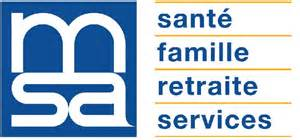 msa
santé
famille
retraite
services